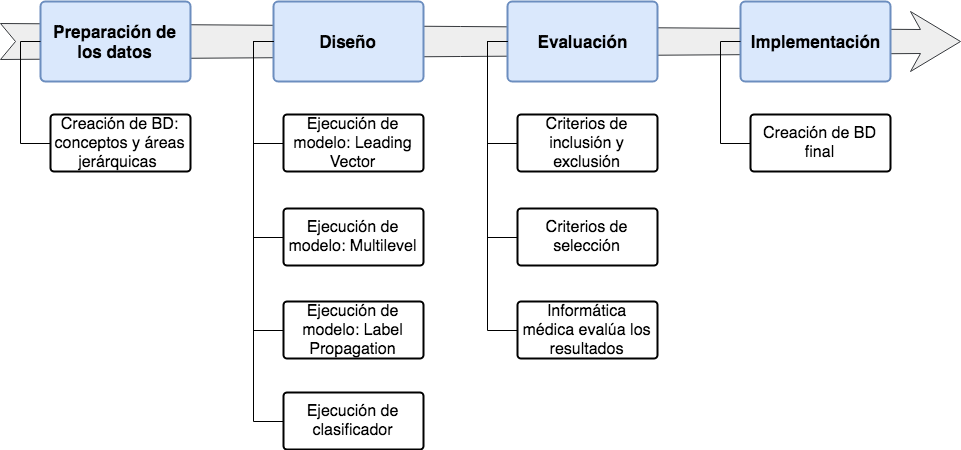 Preparación de
los datos
Diseño
Evaluación
Implementación
Creación de BD:
conceptos y áreas
jerárquicas
Ejecución de
modelo: Leading
Vector
Criterios de
inclusión y
exclusión
Creación de BD
final
Ejecución de
modelo: Multilevel
Criterios de
selección
Ejecución de
modelo: Label
Propagation
Informática
médica evalúa los
resultados
Ejecución de
clasificador